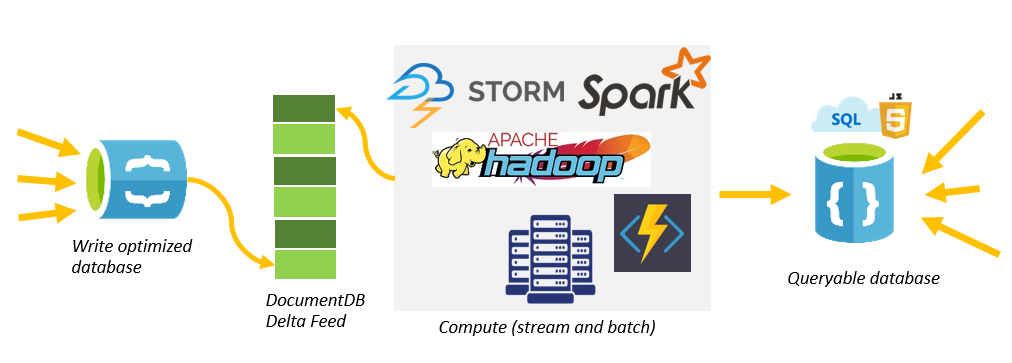 STORM
Spark
APACHE
hadoop
JS
SQL
5
{ }
{ }
< >
Write optimized
database
DocumentDB
Delta Feed
Compute (stream and batch)
Queryable database